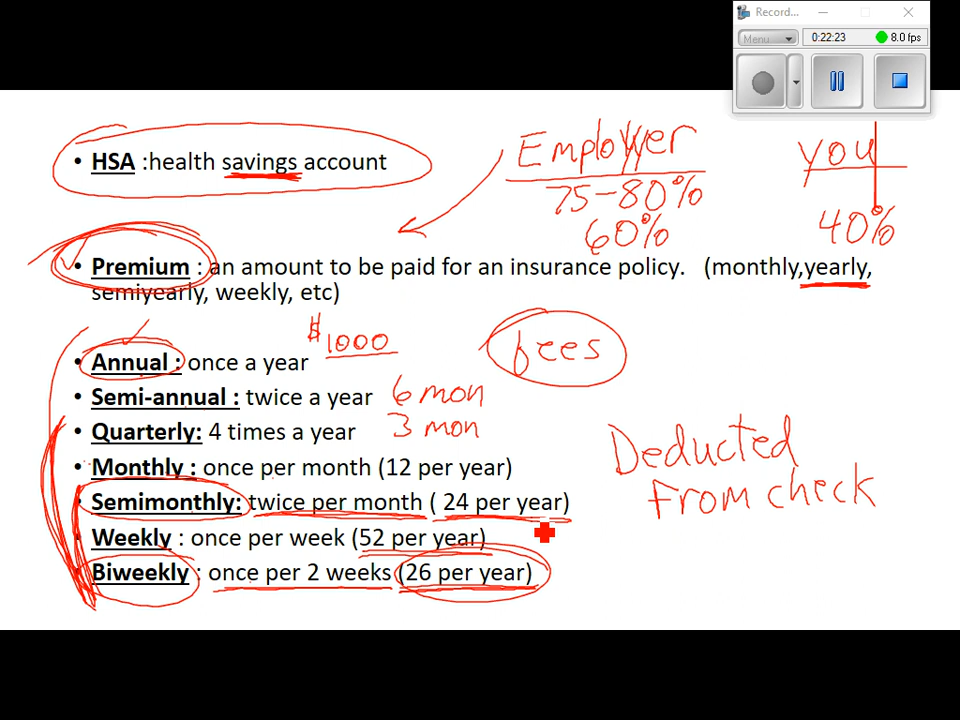 Record...
Menu
0:22:23
8.0 fps
• HSA :health savings account
Employer
75-80%
60%
you
40%
• Premium : an amount to be paid for an insurance policy. (monthly,yearly,
semiyearly, weekly, etc)
$1000
fees
• Annual : once a year
• Semi-annual : twice a year 6 mon
• Quarterly: 4 times a year 3 mon
• Monthly : once per month (12 per year)
• Semimonthly: twice per month ( 24 per year)
• Weekly : once per week (52 per year)
• Biweekly : once per 2 weeks (26 per year)
Deducted
From check